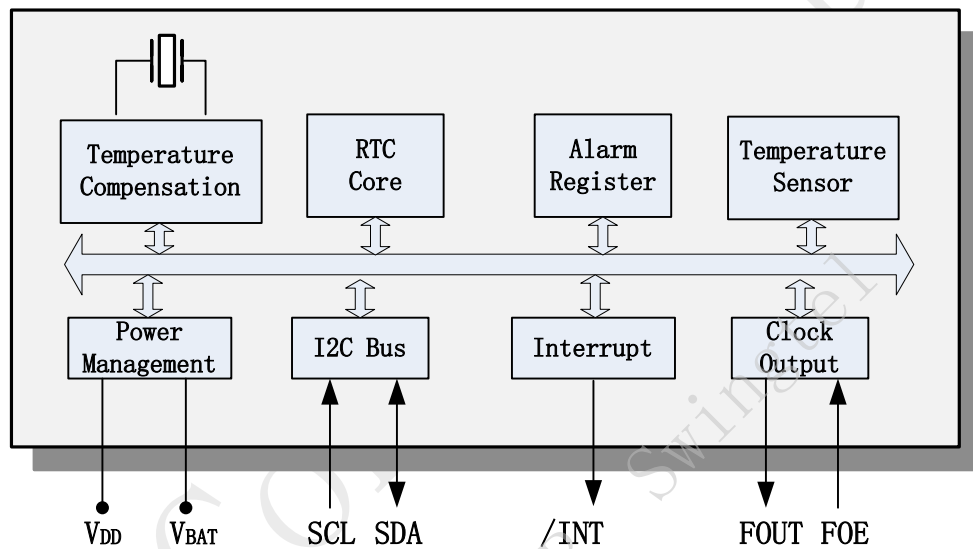 Temperature
Compensation
RTC
Core
Alarm
Register
Temperature
Sensor
Power
Management
I2C Bus
Interrupt
Clock
Output
VDD
VBAT
SCL
SDA
/INT
FOUT
FOE
Swingtel